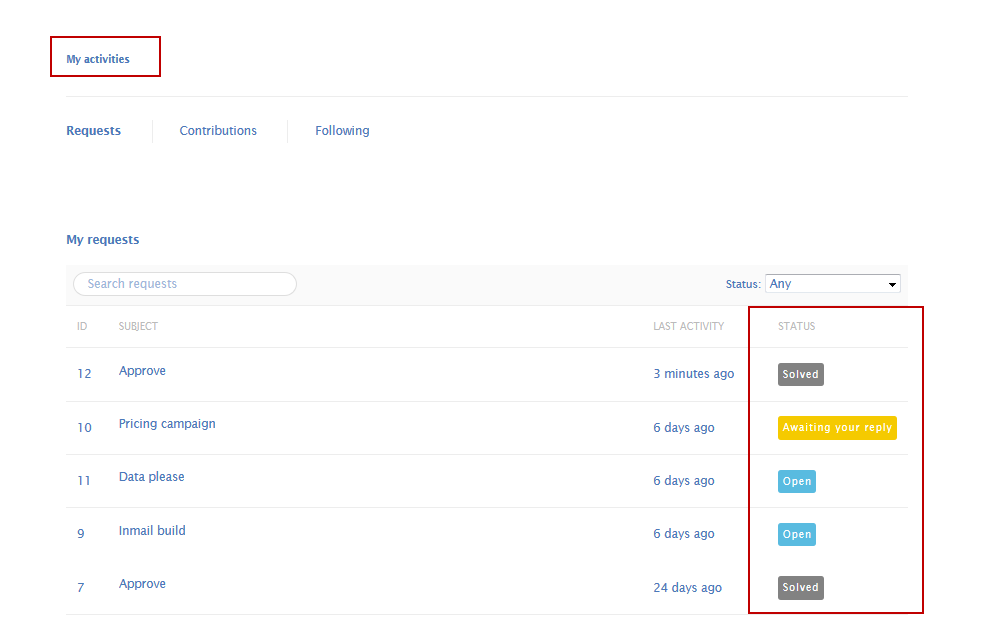 My activities
Requests Contributions Following
My requests
Search requests Status: Any
ID SUBJECT LAST ACTIVITY STATUS
12 Approve 3 minutes ago Solved
10 Pricing campaign 6 days ago Awaiting your reply
11 Data please 6 days ago Open
9 Inmail build 6 days ago Open
7 Approve 24 days ago Solved